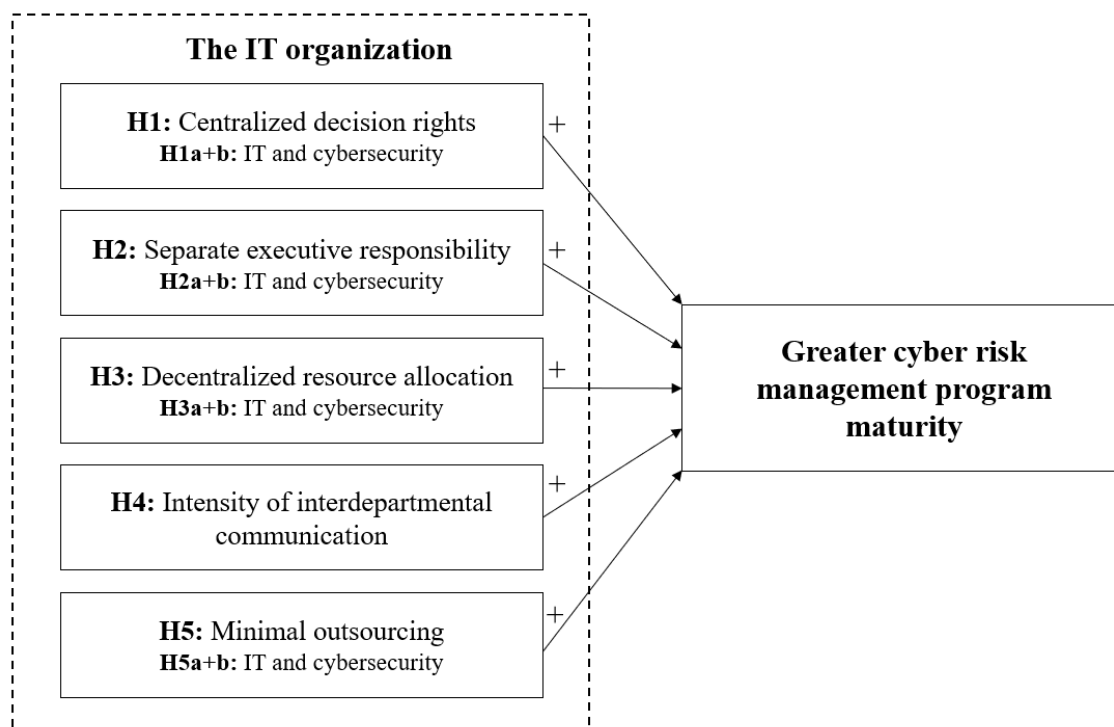 The IT organization
H1: Centralized decision rights
H1a+b: IT and cybersecurity
+
H2: Separate executive responsibility
H2a+b: IT and cybersecurity
+
H3: Decentralized resource allocation
H3a+b: IT and cybersecurity
+
H4: Intensity of interdepartmental
communication
+
H5: Minimal outsourcing
H5a+b: IT and cybersecurity
+
Greater cyber risk
management program
maturity